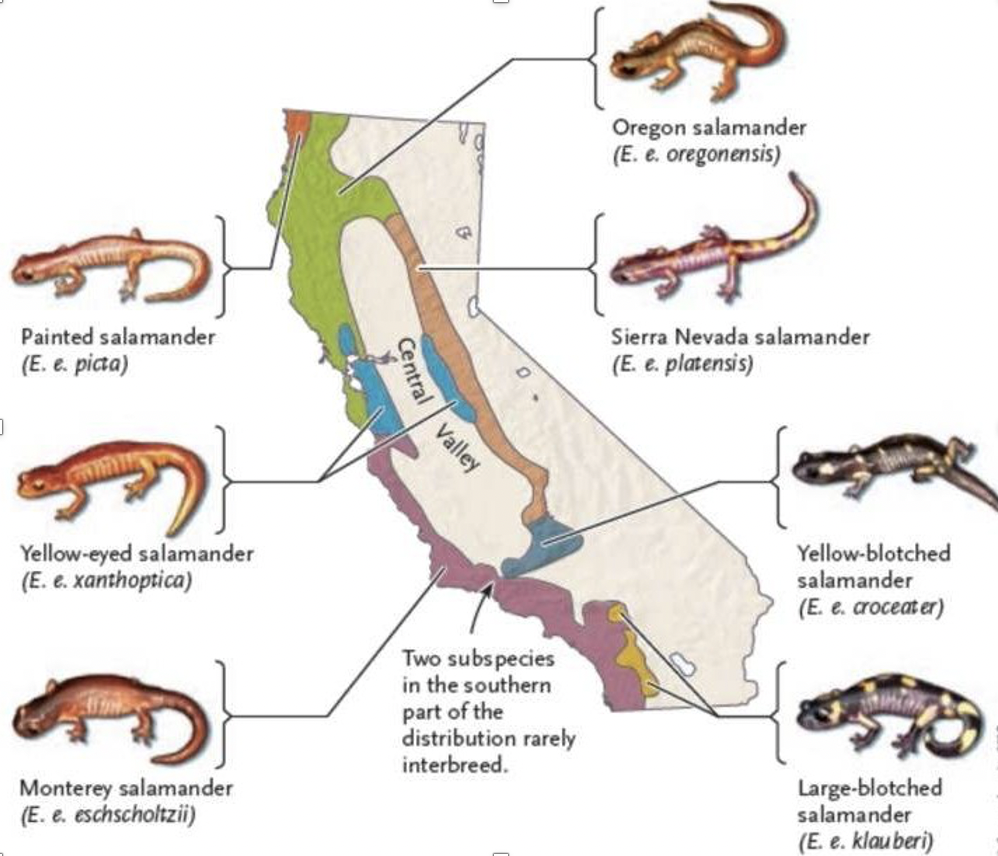 Oregon salamander
(E. e. oregonensis)
Painted salamander
(E. e. picta)
Sierra Nevada salamander
(E. e. platensis)
Central
Valley
Yellow-eyed salamander
(E. e. xanthoptica)
Yellow-blotched
salamander
(E. e. croceater)
Two subspecies
in the southern
part of the
distribution rarely
interbreed.
Monterey salamander
(E. e. eschscholtzii)
Large-blotched
salamander
(E. e. klauberi)